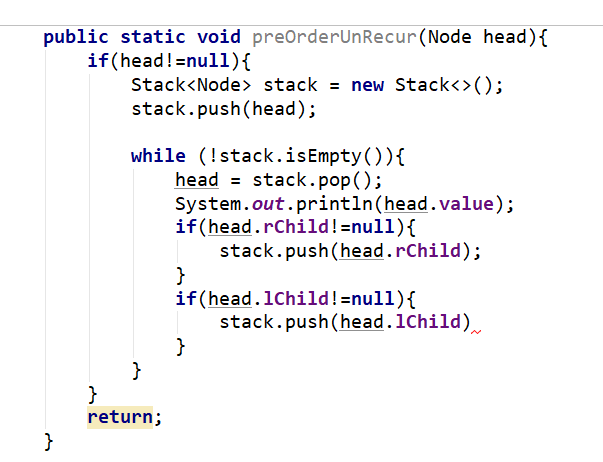 public static void preOrderUnRecur(Node head){
if(head!=null){
Stack<Node> stack = new Stack<>();
stack.push(head);
while (!stack.isEmpty()){
head = stack.pop();
System.out.println(head.value);
if(head.rChild!=null){
stack.push(head.rChild);
}
if(head.lChild!=null){
stack.push(head.lChild)
}
}
}
return;
}